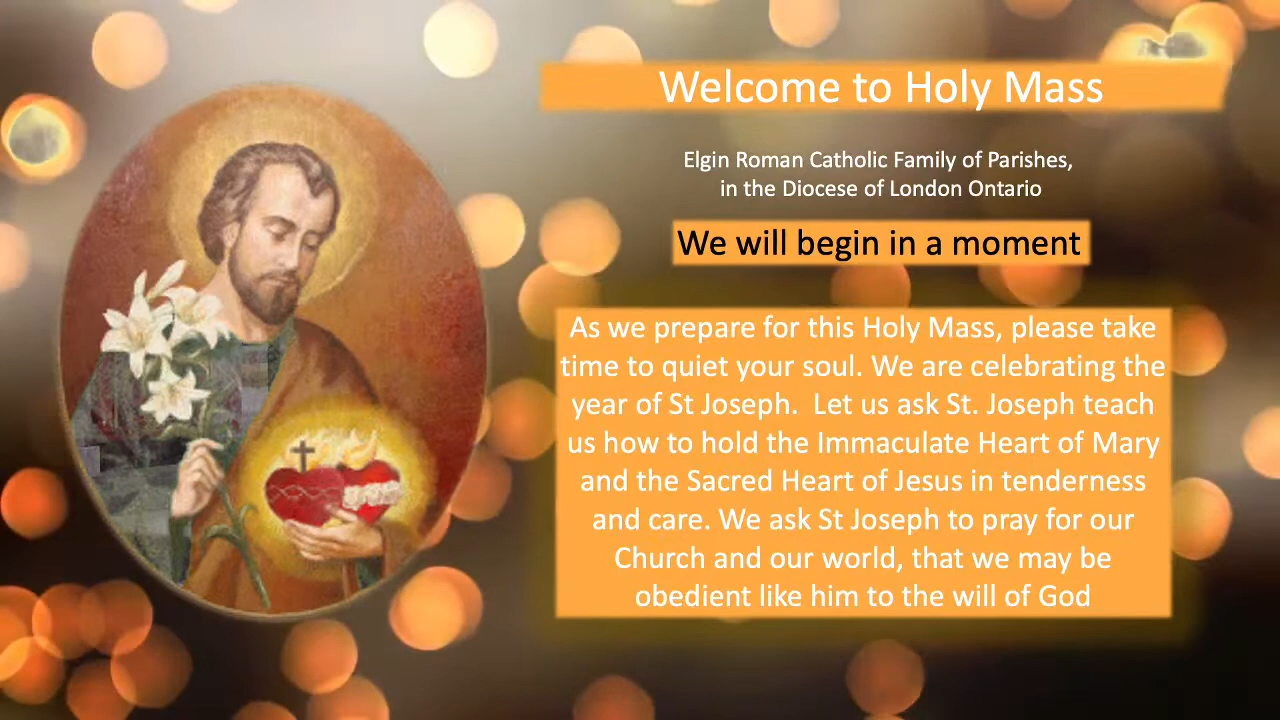 Welcome to Holy Mass
Elgin Roman Catholic Family of Parishes,
in the Diocese of London Ontario
We will begin in a moment
As we prepare for this Holy Mass, please take
time to quiet your soul. We are celebrating the
year of St Joseph.  Let us ask St. Joseph teach
us how to hold the Immaculate Heart of Mary
and the Sacred Heart of Jesus in tenderness
and care. We ask St Joseph to pray for our
Church and our world, that we may be
obedient like him to the will of God